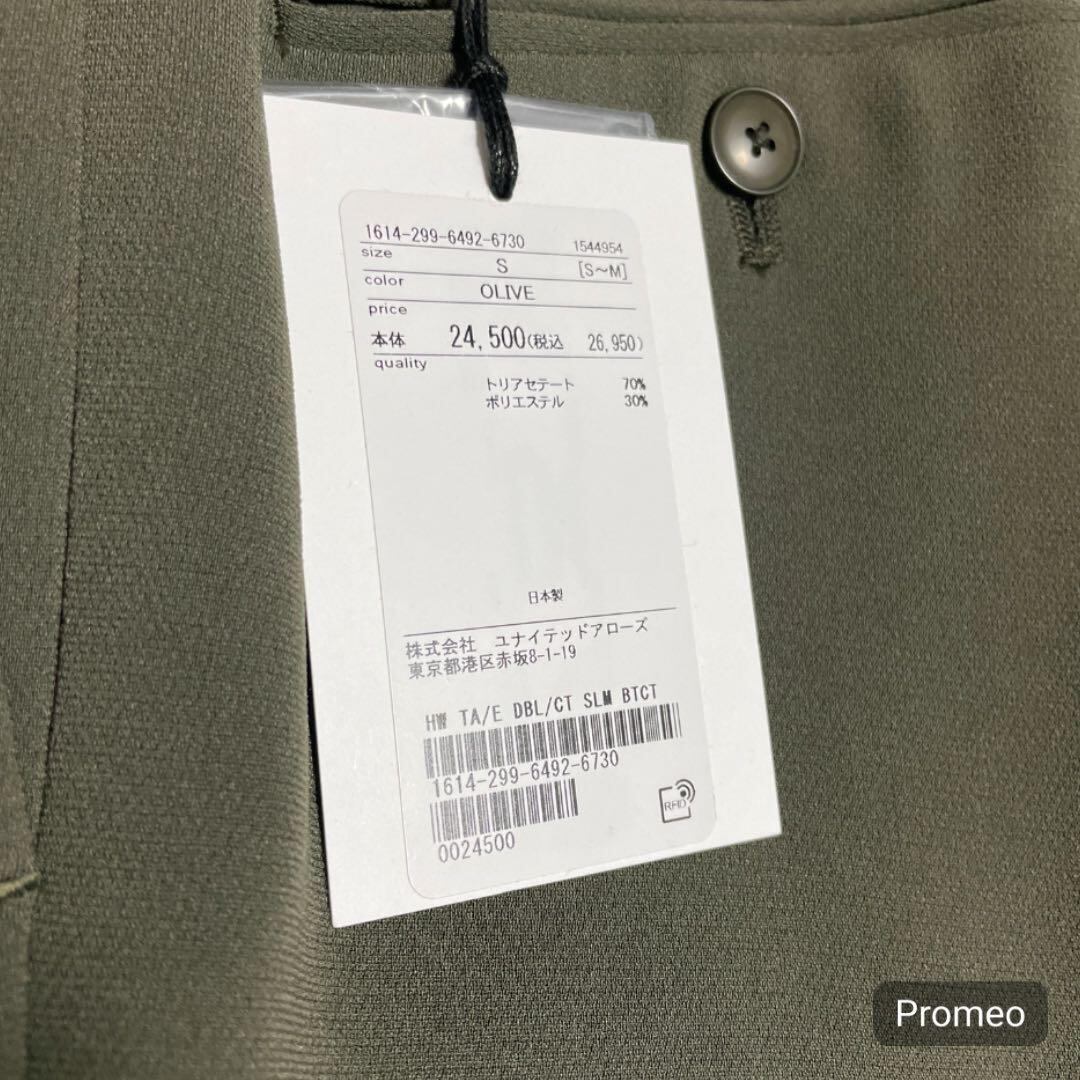 1614-299-6492-6730 1544954
size S [S～M]
color OLIVE
price
本体 24,500(税込 26,950)
quality
トリアセテート 70%
ポリエステル 30%
日本製
株式会社 ユナイテッドアローズ
東京都港区赤坂8-1-19
HW TA/E DBL/CT SLM BTCT
1614-299-6492-6730
RFID
0024500
Promeo